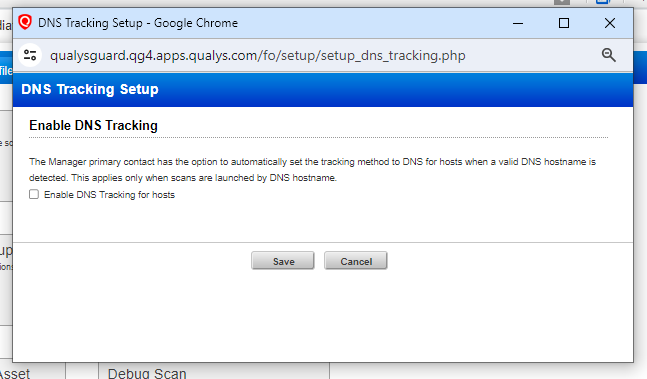 DNS Tracking Setup - Google Chrome
qualysguard.qg4.apps.qualys.com/fo/setup/setup_dns_tracking.php
DNS Tracking Setup
Enable DNS Tracking
The Manager primary contact has the option to automatically set the tracking method to DNS for hosts when a valid DNS hostname is
detected. This applies only when scans are launched by DNS hostname.
Enable DNS Tracking for hosts
Save Cancel
Asset
Debug Scan